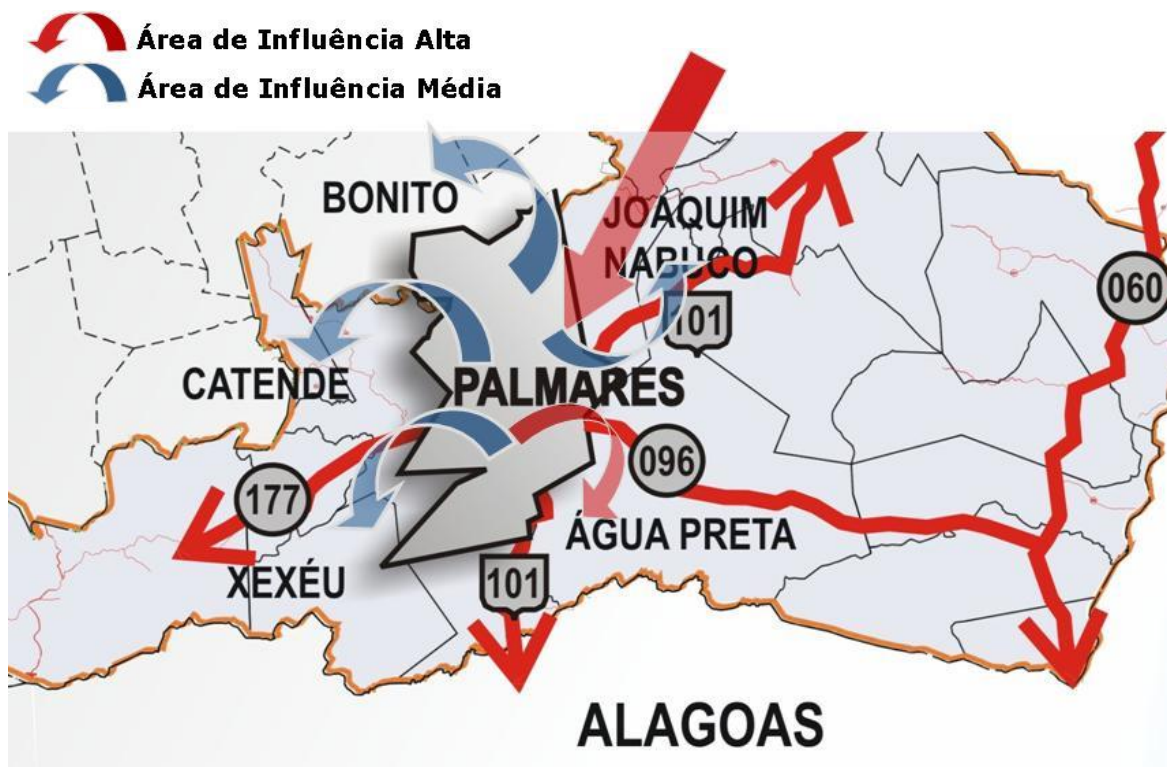 Área de Influência Alta
Área de Influência Média
BONITO
JOAQUIM
NABUCO
060
101
CATENDE
PALMARES
096
177
ÁGUA PRETA
XEXÉU
101
ALAGOAS